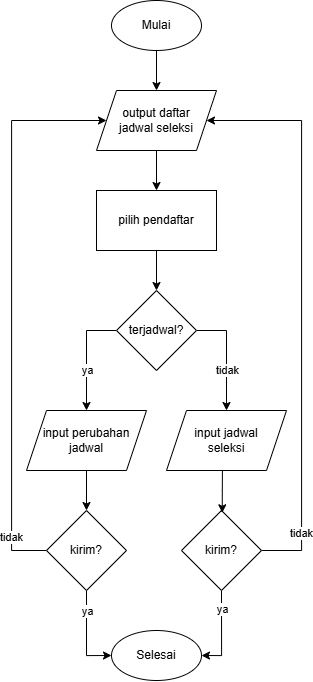 Mulai
output daftar
jadwal seleksi
pilih pendaftar
terjadwal?
ya
tidak
input perubahan
jadwal
input jadwal
seleksi
tidak
kirim?
kirim?
tidak
ya
ya
Selesai